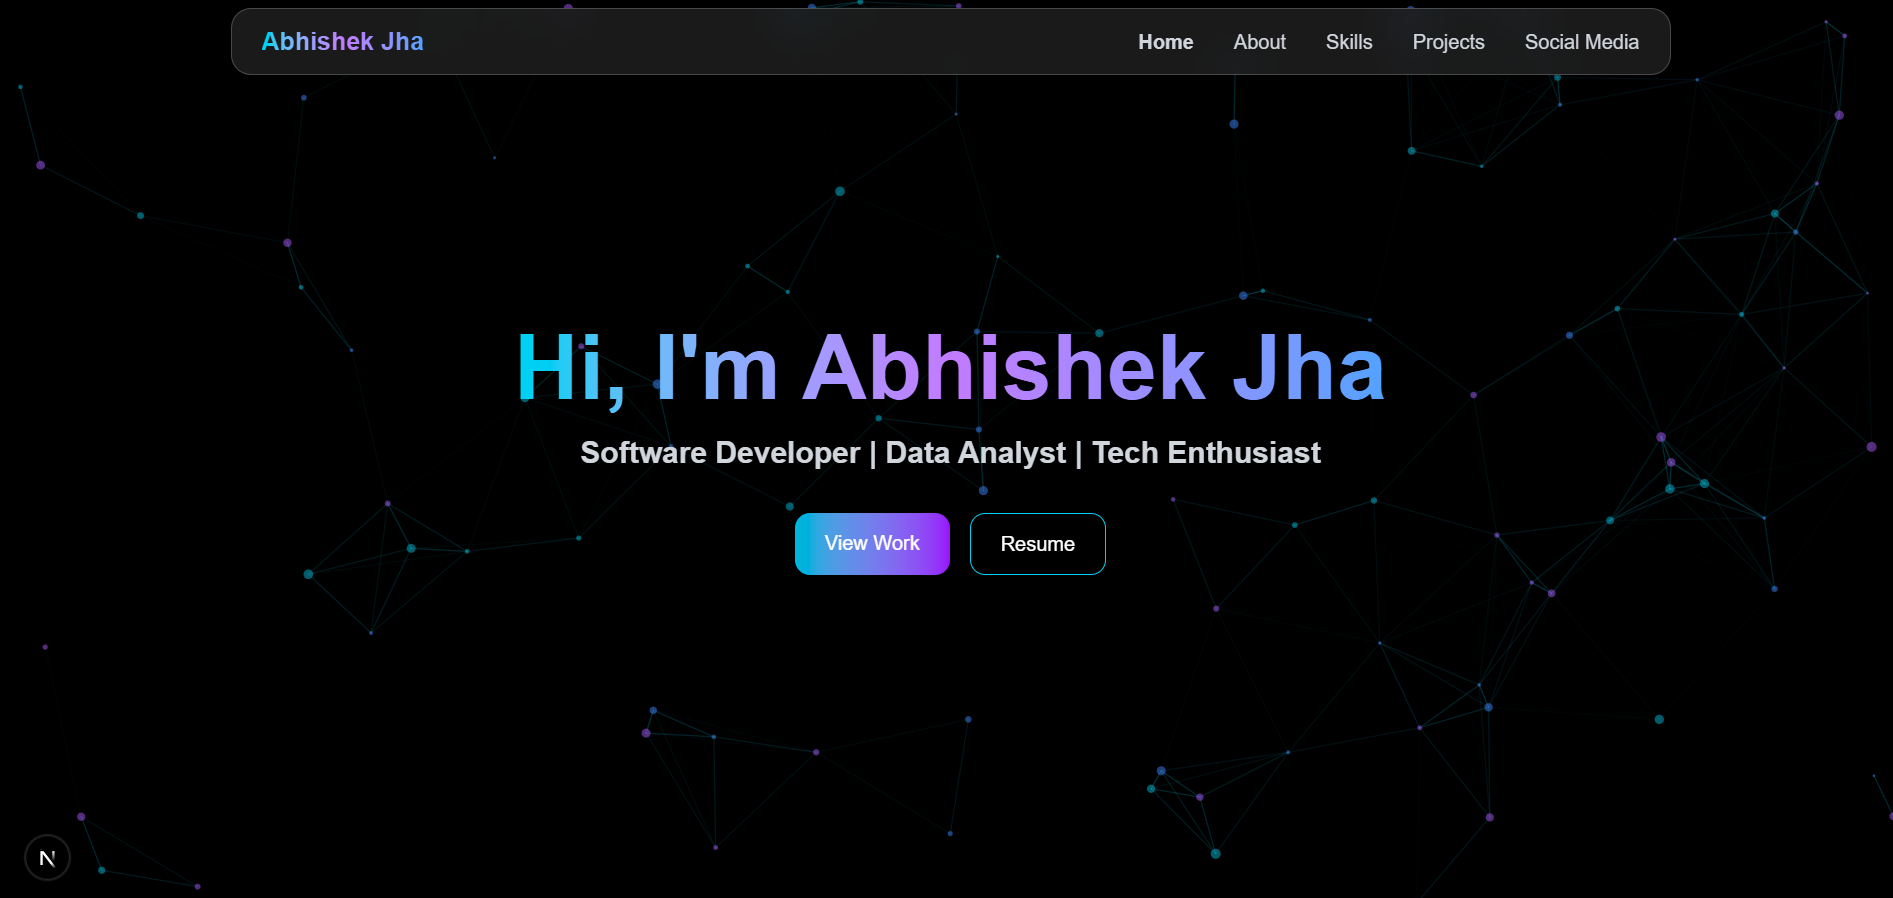 Abhishek Jha
Home About Skills Projects Social Media
Hi, I'm Abhishek Jha
Software Developer | Data Analyst | Tech Enthusiast
View Work
Resume
N